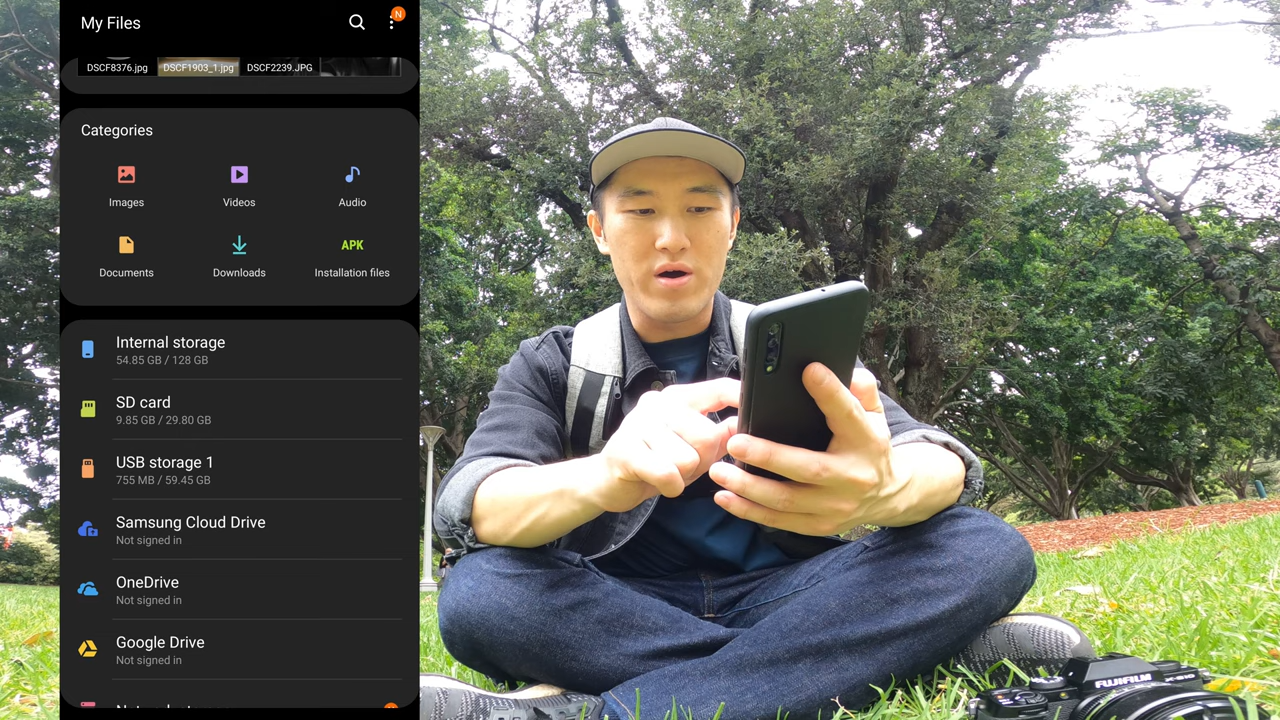 My Files
N
DSCF8376.jpg DSCF1903_1.jpg DSCF2239.JPG
Categories
Images Videos Audio
APK
Documents Downloads Installation files
Internal storage
54.85 GB / 128 GB
SD card
9.85 GB / 29.80 GB
USB storage 1
755 MB / 59.45 GB
Samsung Cloud Drive
Not signed in
OneDrive
Not signed in
Google Drive
Not signed in
FUJIFILM